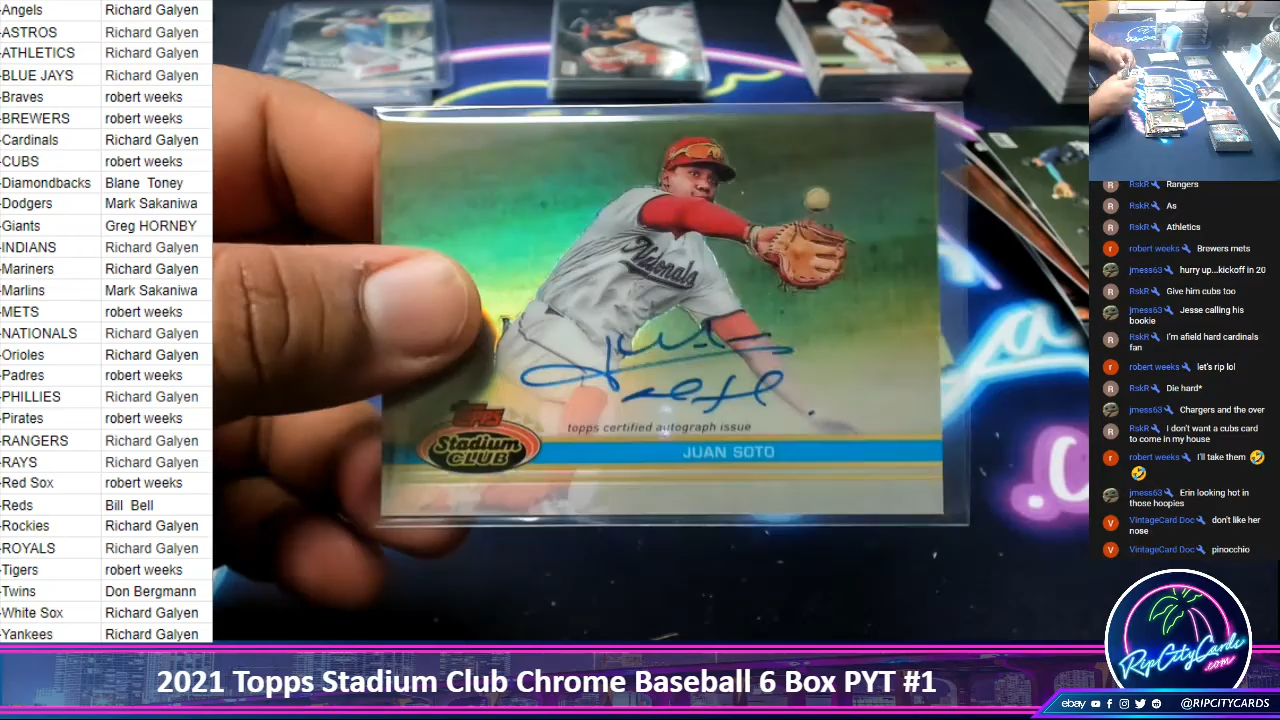 -Angels Richard Galyen
-ASTROS Richard Galyen
-ATHLETICS Richard Galyen
-BLUE JAYS Richard Galyen
-Braves robert weeks
-BREWERS robert weeks
-Cardinals Richard Galyen
-CUBS robert weeks
-Diamondbacks Blane Toney
-Dodgers Mark Sakaniwa
-Giants Greg HORNBY
-INDIANS Richard Galyen
-Mariners Richard Galyen
-Marlins Mark Sakaniwa
-METS robert weeks
-NATIONALS Richard Galyen
-Orioles Richard Galyen
-Padres robert weeks
-PHILLIES Richard Galyen
-Pirates robert weeks
-RANGERS Richard Galyen
-RAYS Richard Galyen
-Red Sox robert weeks
-Reds Bill Bell
-Rockies Richard Galyen
-ROYALS Richard Galyen
-Tigers robert weeks
-Twins Don Bergmann
-White Sox Richard Galyen
-Yankees Richard Galyen
Nationals
topps certified autograph issue
Topps
Stadium
CLUB
JUAN SOTO
R RskR Rangers
R RskR As
R RskR Athletics
r robert weeks Brewers mets
jmess63 hurry up...kickoff in 20
R RskR Give him cubs too
jmess63 Jesse calling his
bookie
R RskR I'm afield hard cardinals
fan
r robert weeks let's rip lol
R RskR Die hard*
jmess63 Chargers and the over
R RskR I don't want a cubs card
to come in my house
r robert weeks I'll take them 🤣
🤣
jmess63 Erin looking hot in
those hoopies
V VintageCard Doc don't like her
nose
V VintageCard Doc pinocchio
RipCityCards
.com
2021 Topps Stadium Club Chrome Baseball 6 Box PYT #1
ebay @RIPCITYCARDS